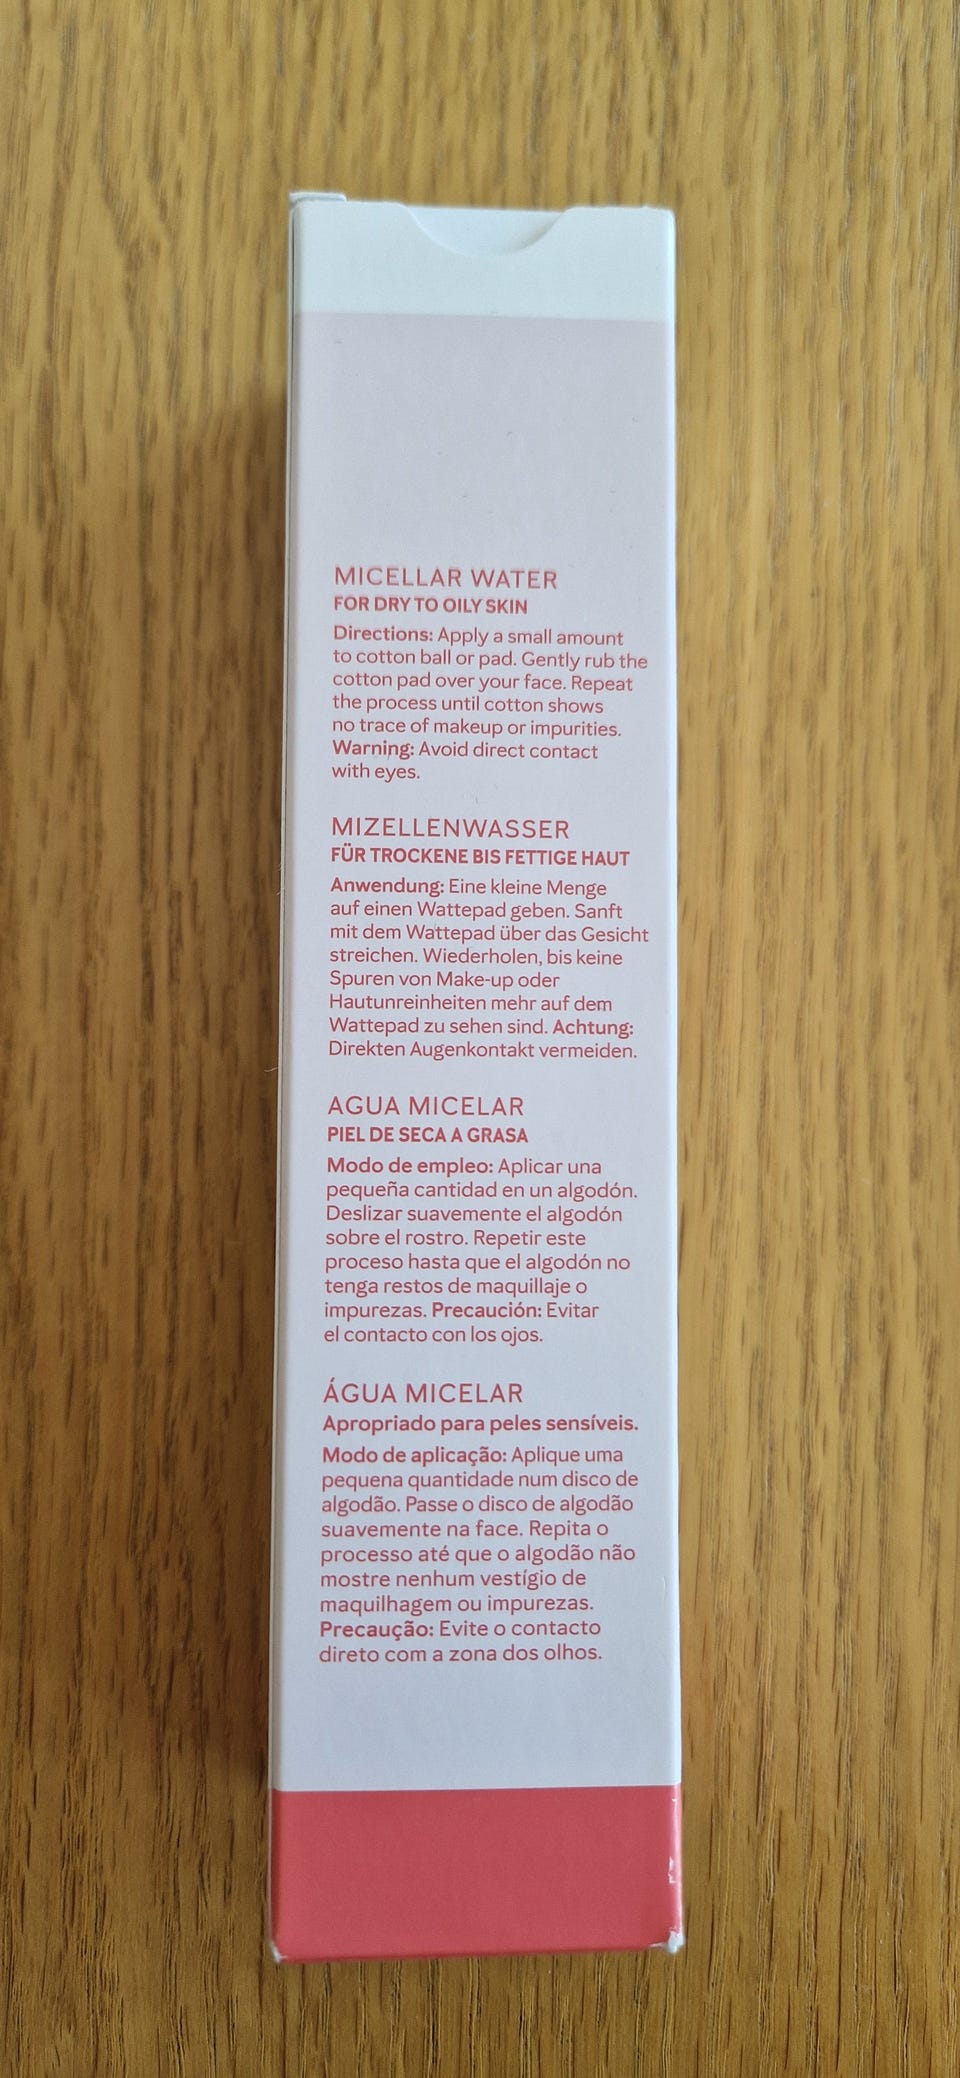 MICELLAR WATER
FOR DRY TO OILY SKIN
Directions: Apply a small amount
to cotton ball or pad. Gently rub the
cotton pad over your face. Repeat
the process until cotton shows
no trace of makeup or impurities.
Warning: Avoid direct contact
with eyes.
MIZELLENWASSER
FÜR TROCKENE BIS FETTIGE HAUT
Anwendung: Eine kleine Menge
auf einen Wattepad geben. Sanft
mit dem Wattepad über das Gesicht
streichen. Wiederholen, bis keine
Spuren von Make-up oder
Hautunreinheiten mehr auf dem
Wattepad zu sehen sind. Achtung:
Direkten Augenkontakt vermeiden.
AGUA MICELAR
PIEL DE SECA A GRASA
Modo de empleo: Aplicar una
pequeña cantidad en un algodón.
Deslizar suavemente el algodón
sobre el rostro. Repetir este
proceso hasta que el algodón no
tenga restos de maquillaje o
impurezas. Precaución: Evitar
el contacto con los ojos.
ÁGUA MICELAR
Apropriado para peles sensíveis.
Modo de aplicação: Aplique uma
pequena quantidade num disco de
algodão. Passe o disco de algodão
suavemente na face. Repita o
processo até que o algodão não
mostre nenhum vestígio de
maquilhagem ou impurezas.
Precaução: Evite o contacto
direto com a zona dos olhos.